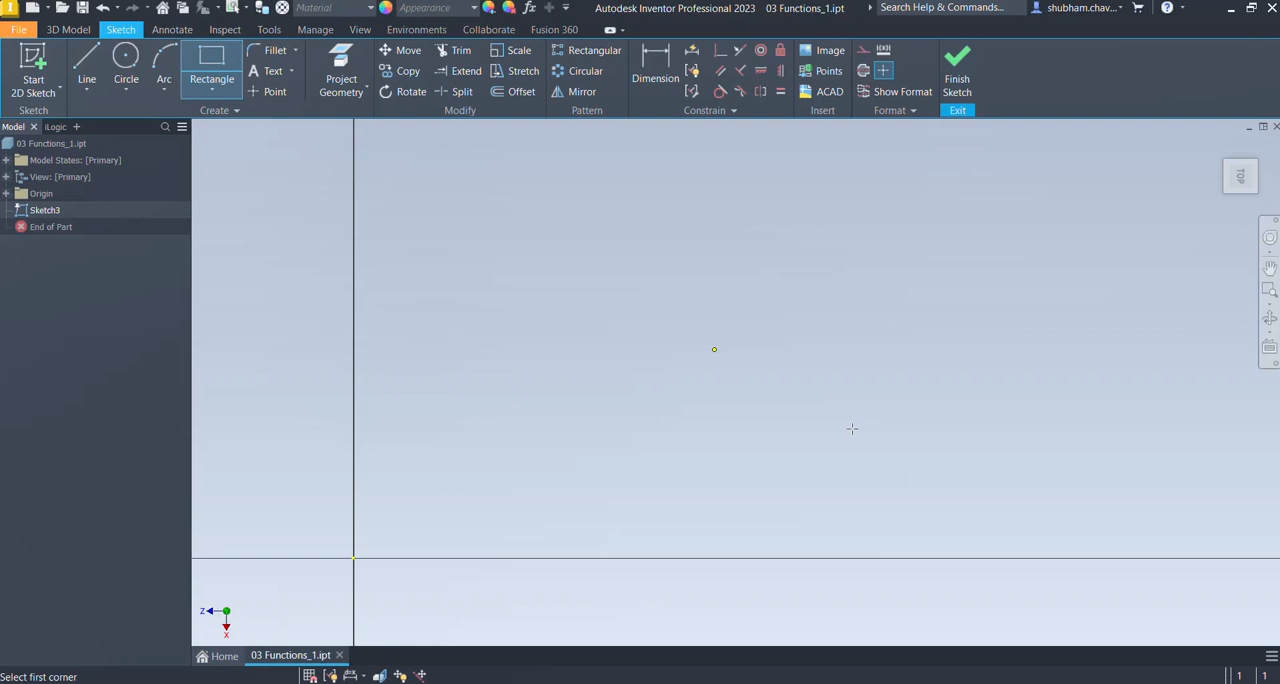 Material
Appearance
Autodesk Inventor Professional 2023   03 Functions_1.ipt
Search Help & Commands...
shubham.chav...
File
3D Model
Sketch
Annotate
Inspect
Tools
Manage
View
Environments
Collaborate
Fusion 360
Start
2D Sketch
Line
Circle
Arc
Rectangle
Fillet
Text
Point
Project
Geometry
Move
Copy
Rotate
Trim
Extend
Split
Scale
Stretch
Offset
Rectangular
Circular
Mirror
Dimension
Image
Points
ACAD
Show Format
Finish
Sketch
Sketch
Create
Modify
Pattern
Constrain
Insert
Format
Exit
Model
iLogic
03 Functions_1.ipt
Model States: [Primary]
View: [Primary]
Origin
Sketch3
End of Part
TOP
Z
X
Home
03 Functions_1.ipt
Select first corner
1
1